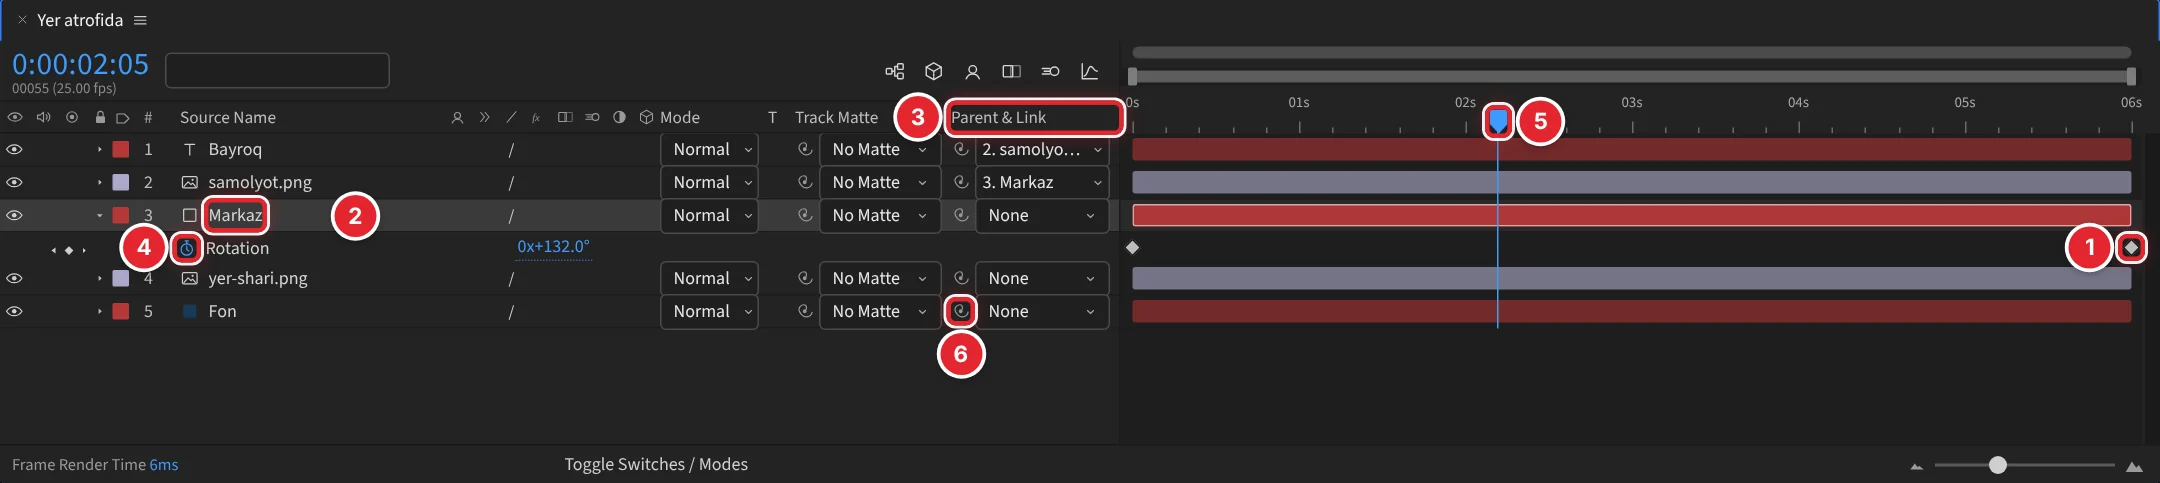 Yer atrofida
0:00:02:05
00055 (25.00 fps)
# Source Name fx Mode T Track Matte 3 Parent & Link
0s 01s 02s 03s 04s 05s 06s
5
1 T Bayroq Normal No Matte 2. samolyo...
2 samolyot.png Normal No Matte 3. Markaz
3 Markaz 2 Normal No Matte None
4 Rotation 0x+132.0° 1
4 yer-shari.png Normal No Matte None
5 Fon Normal No Matte None
6
Frame Render Time 6ms Toggle Switches / Modes